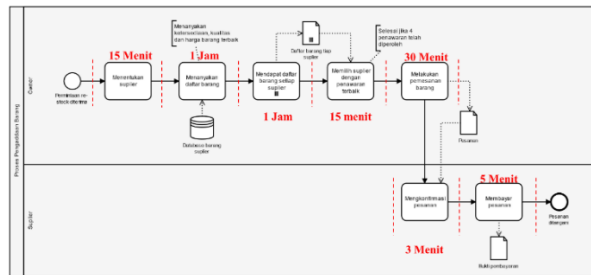 Proses Pengadaan Barang
Owner
Suplier
Permintaan re-
stock diterima
15 Menit
Menentukan
suplier
Menanyakan
ketersediaan, kualitas
dan harga barang terbaik
1 Jam
Menanyakan
daftar barang
Database barang
suplier
Mendapat daftar
barang setiap suplier
1 Jam
Daftar barang tiap
suplier
Memilih suplier
dengan
penawaran
terbaik
15 menit
Selesai jika 4
penawaran telah
diperoleh
30 Menit
Melakukan
pemesanan
barang
Pesanan
Mengkonfirmasi
pesanan
3 Menit
5 Menit
Membayar
pesanan
Bukti pembayaran
Pesanan